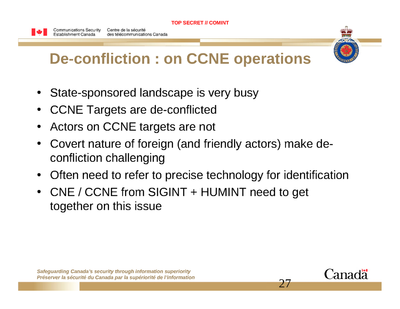 TOP SECRET // COMINT
Communications Security Centre de la sécurité
Establishment Canada des télécommunications Canada
De-confliction : on CCNE operations
• State-sponsored landscape is very busy
• CCNE Targets are de-conflicted
• Actors on CCNE targets are not
• Covert nature of foreign (and friendly actors) make de-
confliction challenging
• Often need to refer to precise technology for identification
• CNE / CCNE from SIGINT + HUMINT need to get
together on this issue
Safeguarding Canada's security through information superiority
Préserver la sécurité du Canada par la supériorité de l'information
27
Canada